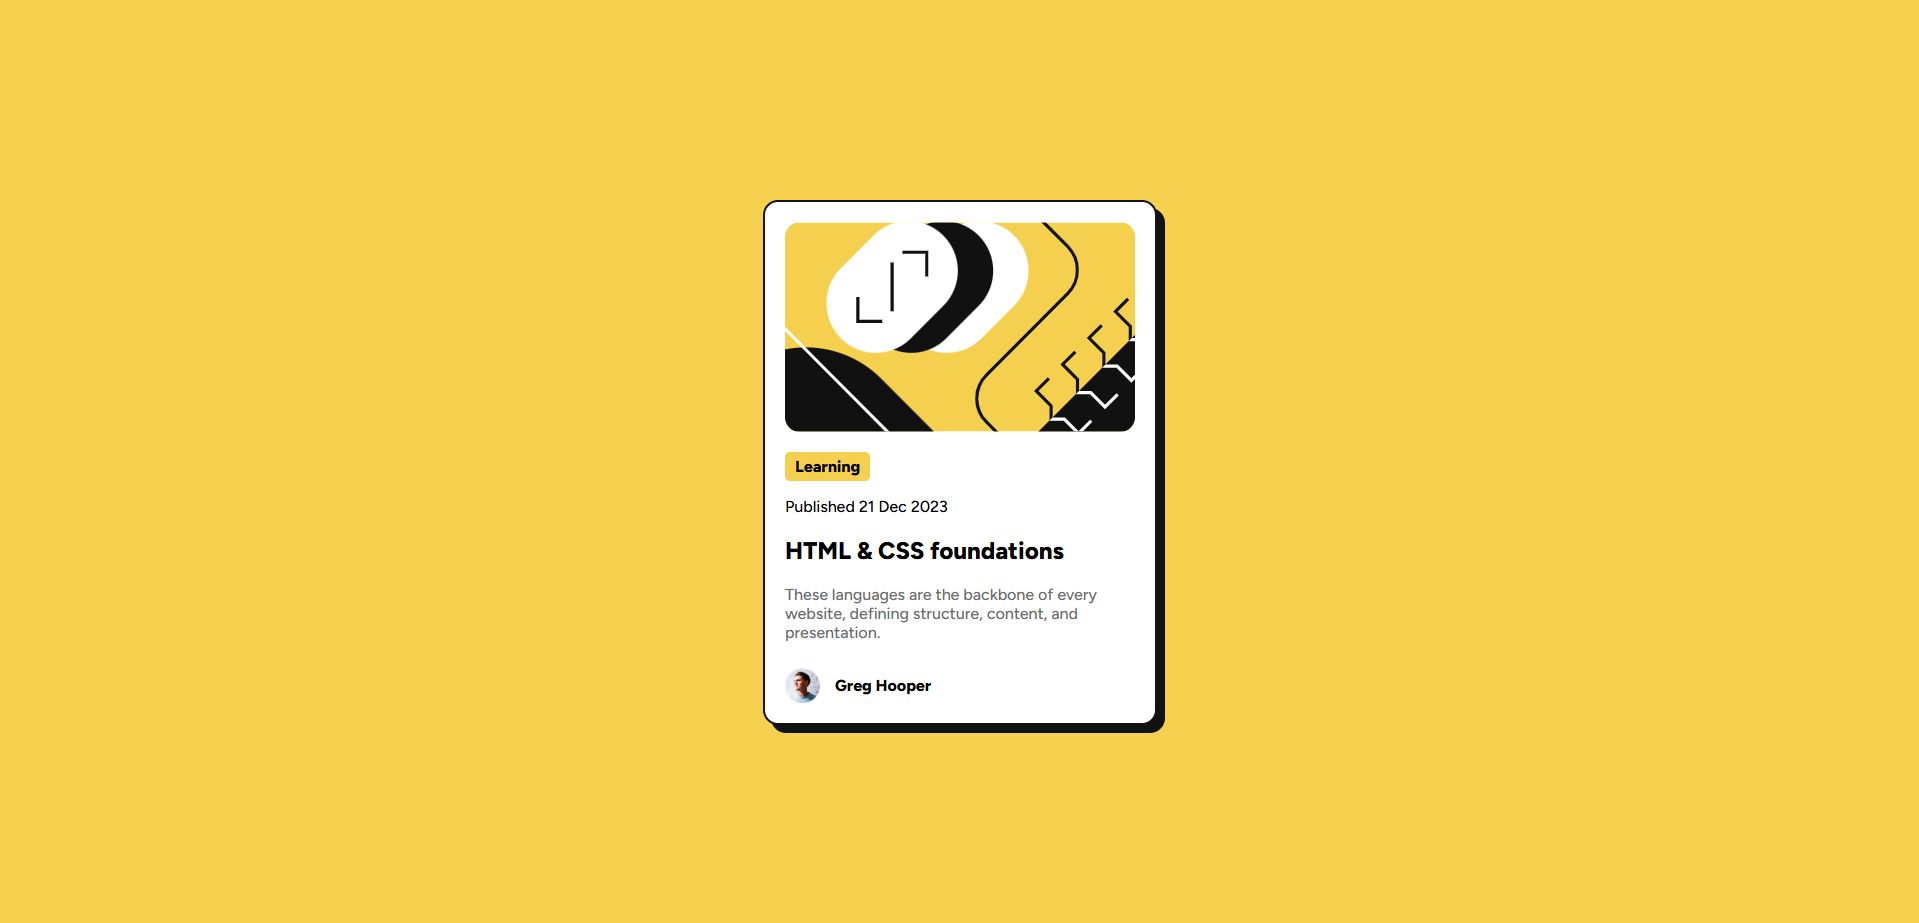 Learning
Published 21 Dec 2023
HTML & CSS foundations
These languages are the backbone of every
website, defining structure, content, and
presentation.
Greg Hooper